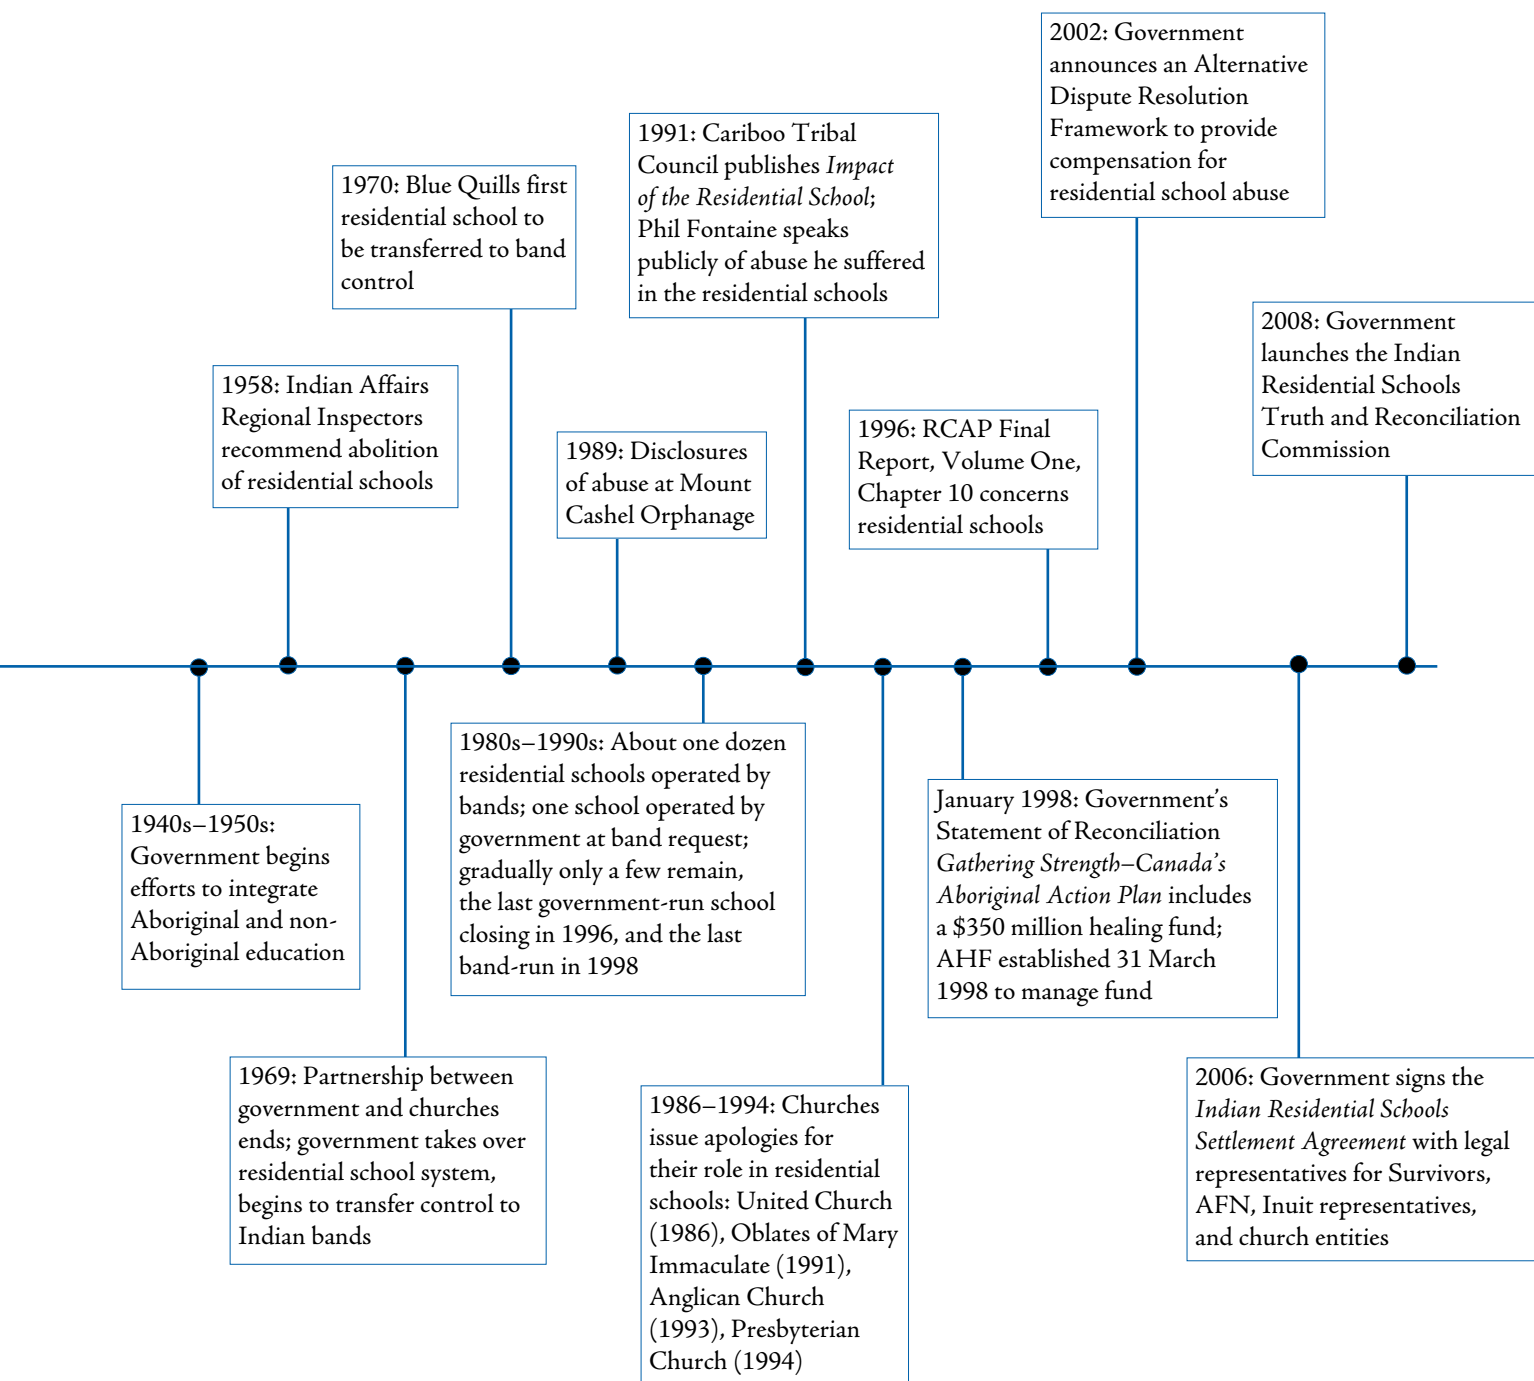 2002: Government
announces an Alternative
Dispute Resolution
Framework to provide
compensation for
residential school abuse
1991: Cariboo Tribal
Council publishes Impact
of the Residential School;
Phil Fontaine speaks
publicly of abuse he suffered
in the residential schools
1970: Blue Quills first
residential school to
be transferred to band
control
2008: Government
launches the Indian
Residential Schools
Truth and Reconciliation
Commission
1958: Indian Affairs
Regional Inspectors
recommend abolition
of residential schools
1989: Disclosures
of abuse at Mount
Cashel Orphanage
1996: RCAP Final
Report, Volume One,
Chapter 10 concerns
residential schools
1940s–1950s:
Government begins
efforts to integrate
Aboriginal and non-
Aboriginal education
1980s–1990s: About one dozen
residential schools operated by
bands; one school operated by
government at band request;
gradually only a few remain,
the last government-run school
closing in 1996, and the last
band-run in 1998
January 1998: Government's
Statement of Reconciliation
Gathering Strength–Canada's
Aboriginal Action Plan includes
a $350 million healing fund;
AHF established 31 March
1998 to manage fund
1969: Partnership between
government and churches
ends; government takes over
residential school system,
begins to transfer control to
Indian bands
1986–1994: Churches
issue apologies for
their role in residential
schools: United Church
(1986), Oblates of Mary
Immaculate (1991),
Anglican Church
(1993), Presbyterian
Church (1994)
2006: Government signs the
Indian Residential Schools
Settlement Agreement with legal
representatives for Survivors,
AFN, Inuit representatives,
and church entities